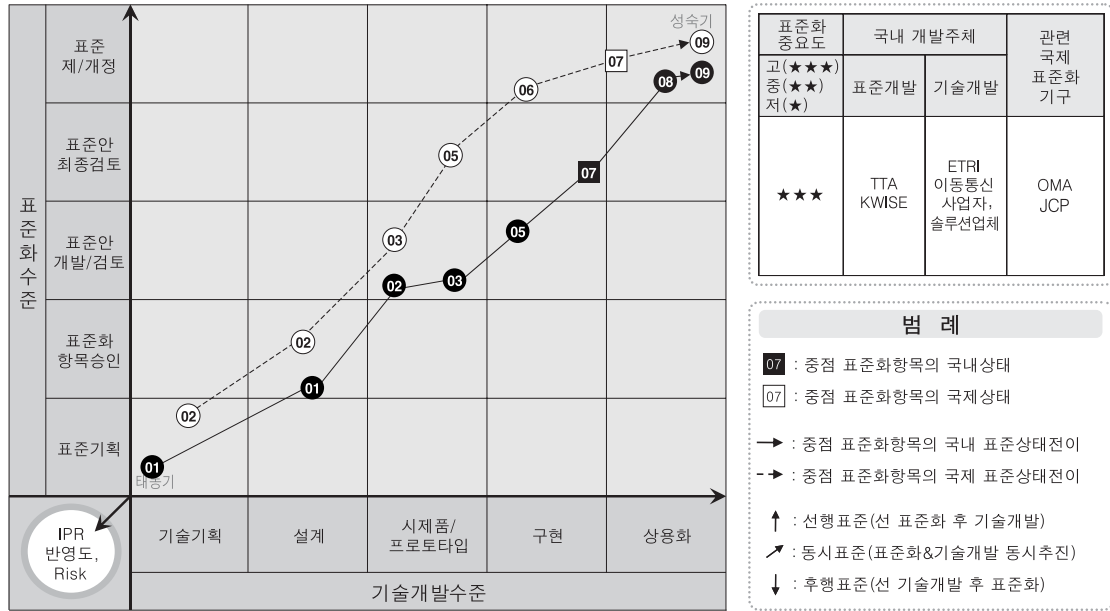 표준화수준
표준
제/개정
표준안
최종검토
표준안
개발/검토
표준화
항목승인
표준기획
성숙기
09
07
09
08
06
05
07
03
05
02
03
02
01
02
01
태동기
IPR
반영도,
Risk
기술기획
설계
시제품/
프로토타입
구현
상용화
기술개발수준
표준화
중요도
국내 개발주체
관련
국제
표준화
기구
고(★★★)
중(★★)
저(★)
표준개발
기술개발
★★★
TTA
KWISE
ETRI
이동통신
사업자,
솔루션업체
OMA
JCP
범 례
07 : 중점 표준화항목의 국내상태
07 : 중점 표준화항목의 국제상태
→ : 중점 표준화항목의 국내 표준상태전이
⇢ : 중점 표준화항목의 국제 표준상태전이
↑ : 선행표준(선 표준화 후 기술개발)
↗ : 동시표준(표준화&기술개발 동시추진)
↓ : 후행표준(선 기술개발 후 표준화)